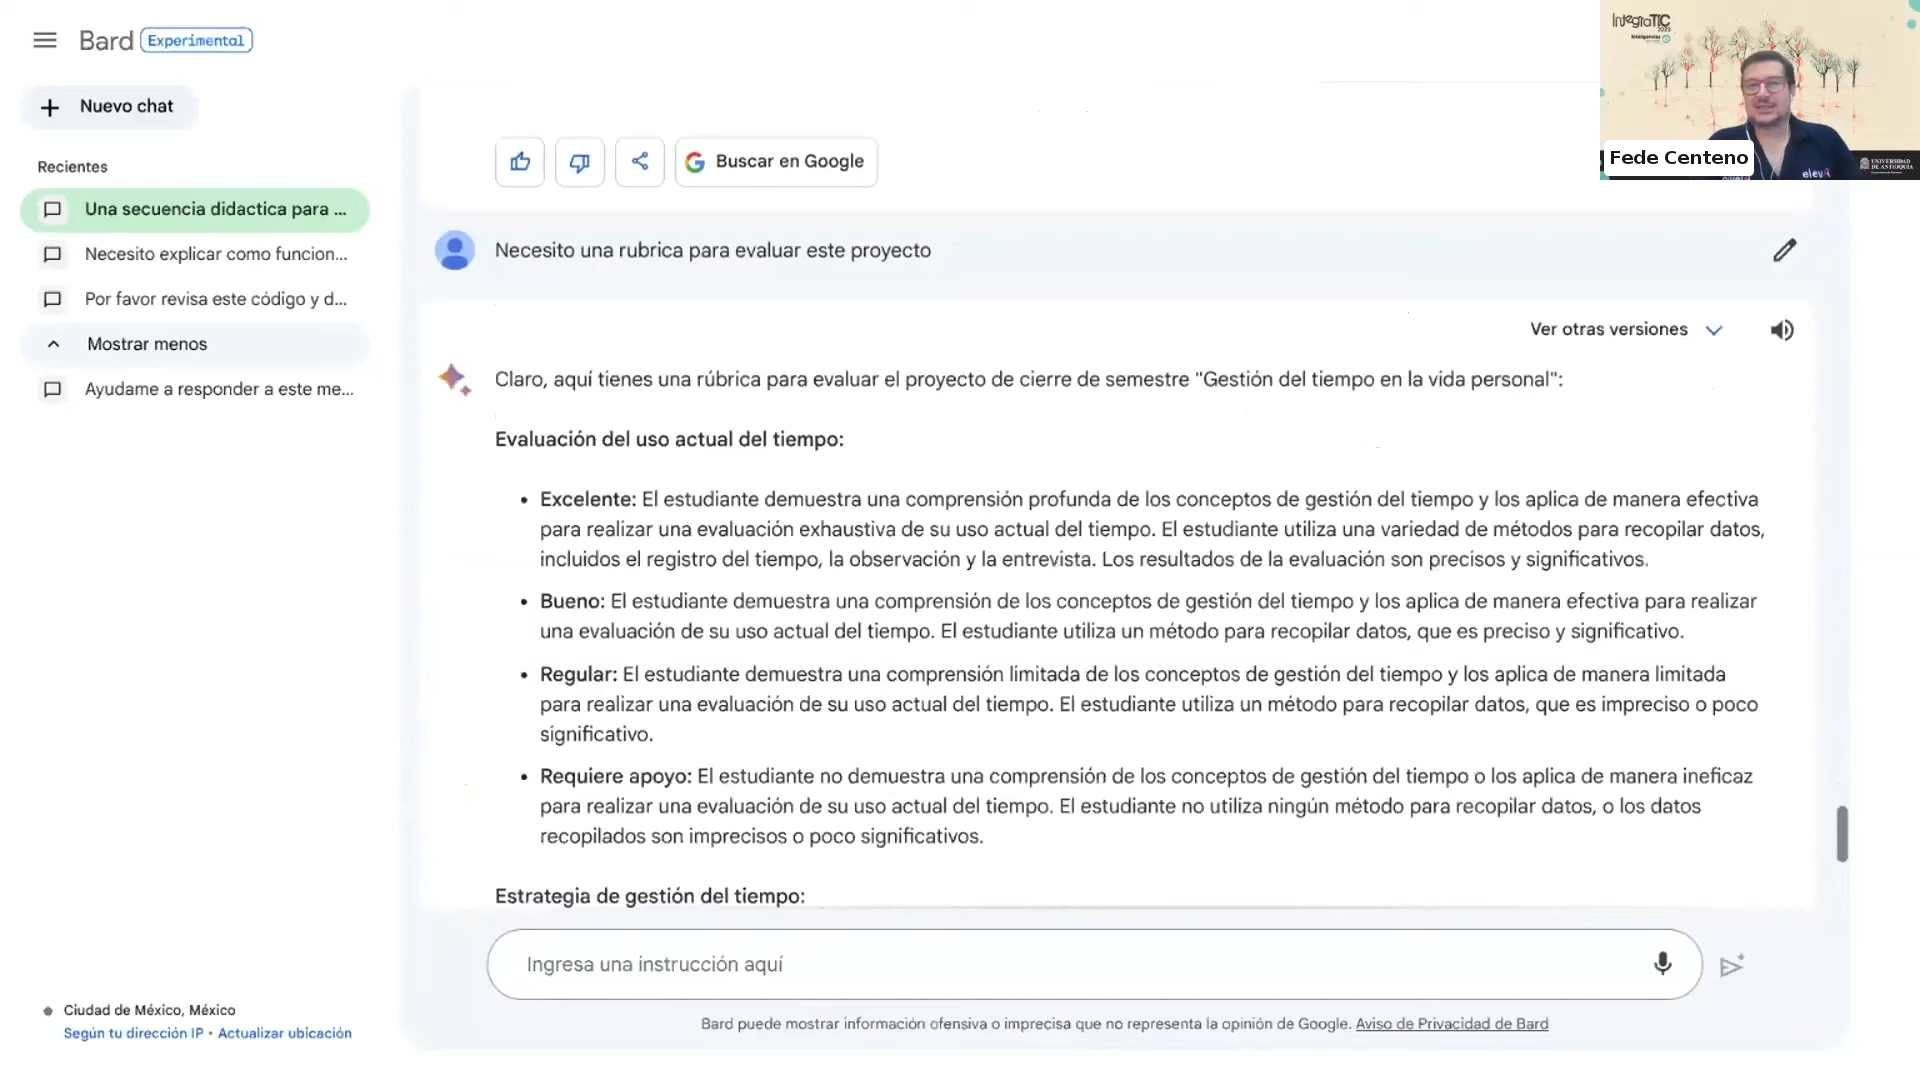 Bard Experimental
Nuevo chat
Recientes
Una secuencia didactica para ...
Necesito explicar como funcion...
Por favor revisa este código y d...
Mostrar menos
Ayudame a responder a este me...
Ciudad de México, México
Según tu dirección IP • Actualizar ubicación
Buscar en Google
Necesito una rubrica para evaluar este proyecto
Ver otras versiones
Claro, aquí tienes una rúbrica para evaluar el proyecto de cierre de semestre "Gestión del tiempo en la vida personal":
Evaluación del uso actual del tiempo:
• Excelente: El estudiante demuestra una comprensión profunda de los conceptos de gestión del tiempo y los aplica de manera efectiva
para realizar una evaluación exhaustiva de su uso actual del tiempo. El estudiante utiliza una variedad de métodos para recopilar datos,
incluidos el registro del tiempo, la observación y la entrevista. Los resultados de la evaluación son precisos y significativos.
• Bueno: El estudiante demuestra una comprensión de los conceptos de gestión del tiempo y los aplica de manera efectiva para realizar
una evaluación de su uso actual del tiempo. El estudiante utiliza un método para recopilar datos, que es preciso y significativo.
• Regular: El estudiante demuestra una comprensión limitada de los conceptos de gestión del tiempo y los aplica de manera limitada
para realizar una evaluación de su uso actual del tiempo. El estudiante utiliza un método para recopilar datos, que es impreciso o poco
significativo.
• Requiere apoyo: El estudiante no demuestra una comprensión de los conceptos de gestión del tiempo o los aplica de manera ineficaz
para realizar una evaluación de su uso actual del tiempo. El estudiante no utiliza ningún método para recopilar datos, o los datos
recopilados son imprecisos o poco significativos.
Estrategia de gestión del tiempo:
Ingresa una instrucción aquí
Bard puede mostrar información ofensiva o imprecisa que no representa la opinión de Google. Aviso de Privacidad de Bard
IntegraTIC
2023
Inteligencias
Fede Centeno
UNIVERSIDAD
DE ANTIOQUIA